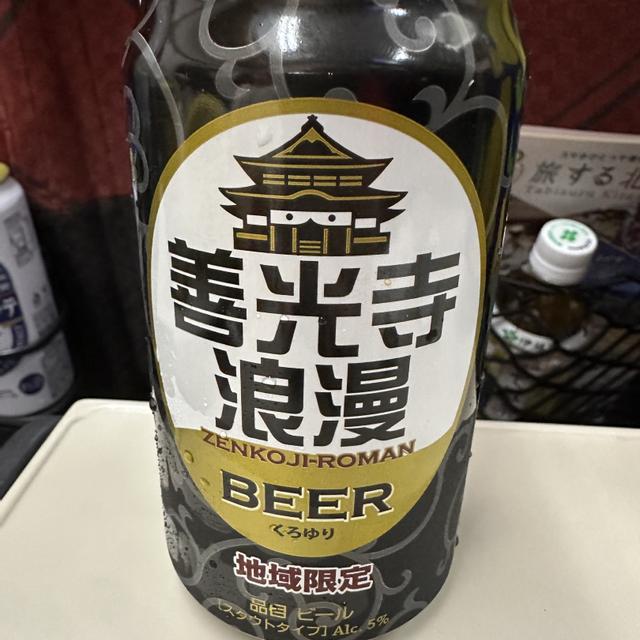 善光寺
浪漫
ZENKOJI-ROMAN
BEER
くろゆり
地域限定
品目 ビール
[スタウトタイプ] Alc. 5%
旅する北